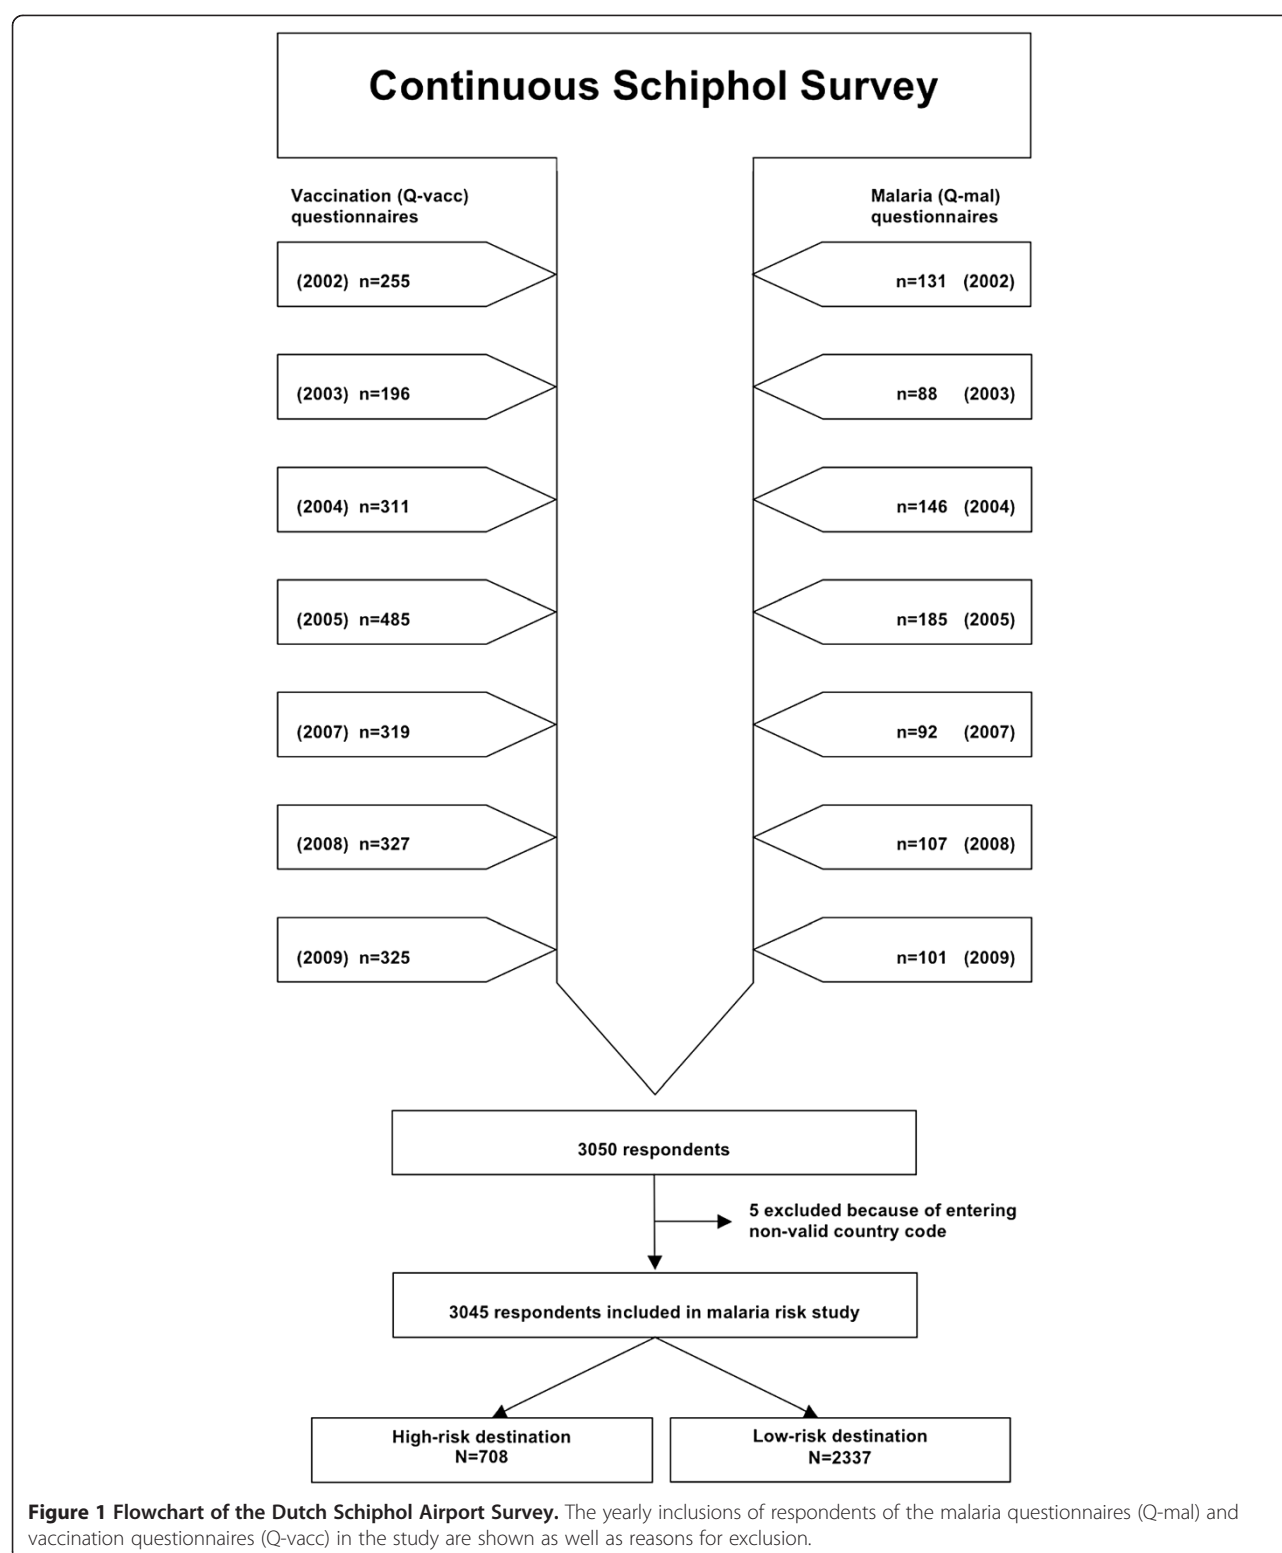 Continuous Schiphol Survey
Vaccination (Q-vacc)
questionnaires
Malaria (Q-mal)
questionnaires
(2002) n=255
n=131 (2002)
(2003) n=196
n=88 (2003)
(2004) n=311
n=146 (2004)
(2005) n=485
n=185 (2005)
(2007) n=319
n=92 (2007)
(2008) n=327
n=107 (2008)
(2009) n=325
n=101 (2009)
3050 respondents
5 excluded because of entering
non-valid country code
3045 respondents included in malaria risk study
High-risk destination
N=708
Low-risk destination
N=2337
Figure 1 Flowchart of the Dutch Schiphol Airport Survey. The yearly inclusions of respondents of the malaria questionnaires (Q-mal) and
vaccination questionnaires (Q-vacc) in the study are shown as well as reasons for exclusion.